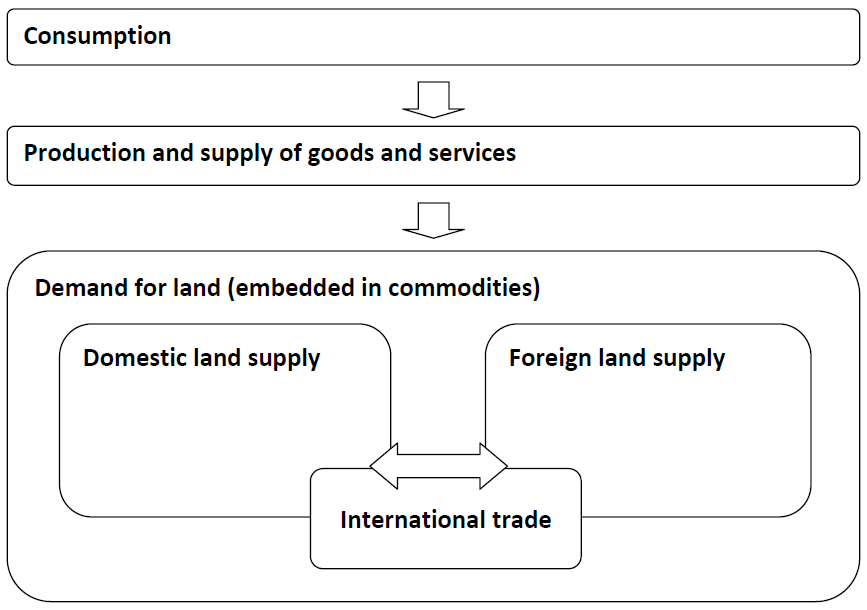 Consumption
Production and supply of goods and services
Demand for land (embedded in commodities)
Domestic land supply
Foreign land supply
International trade